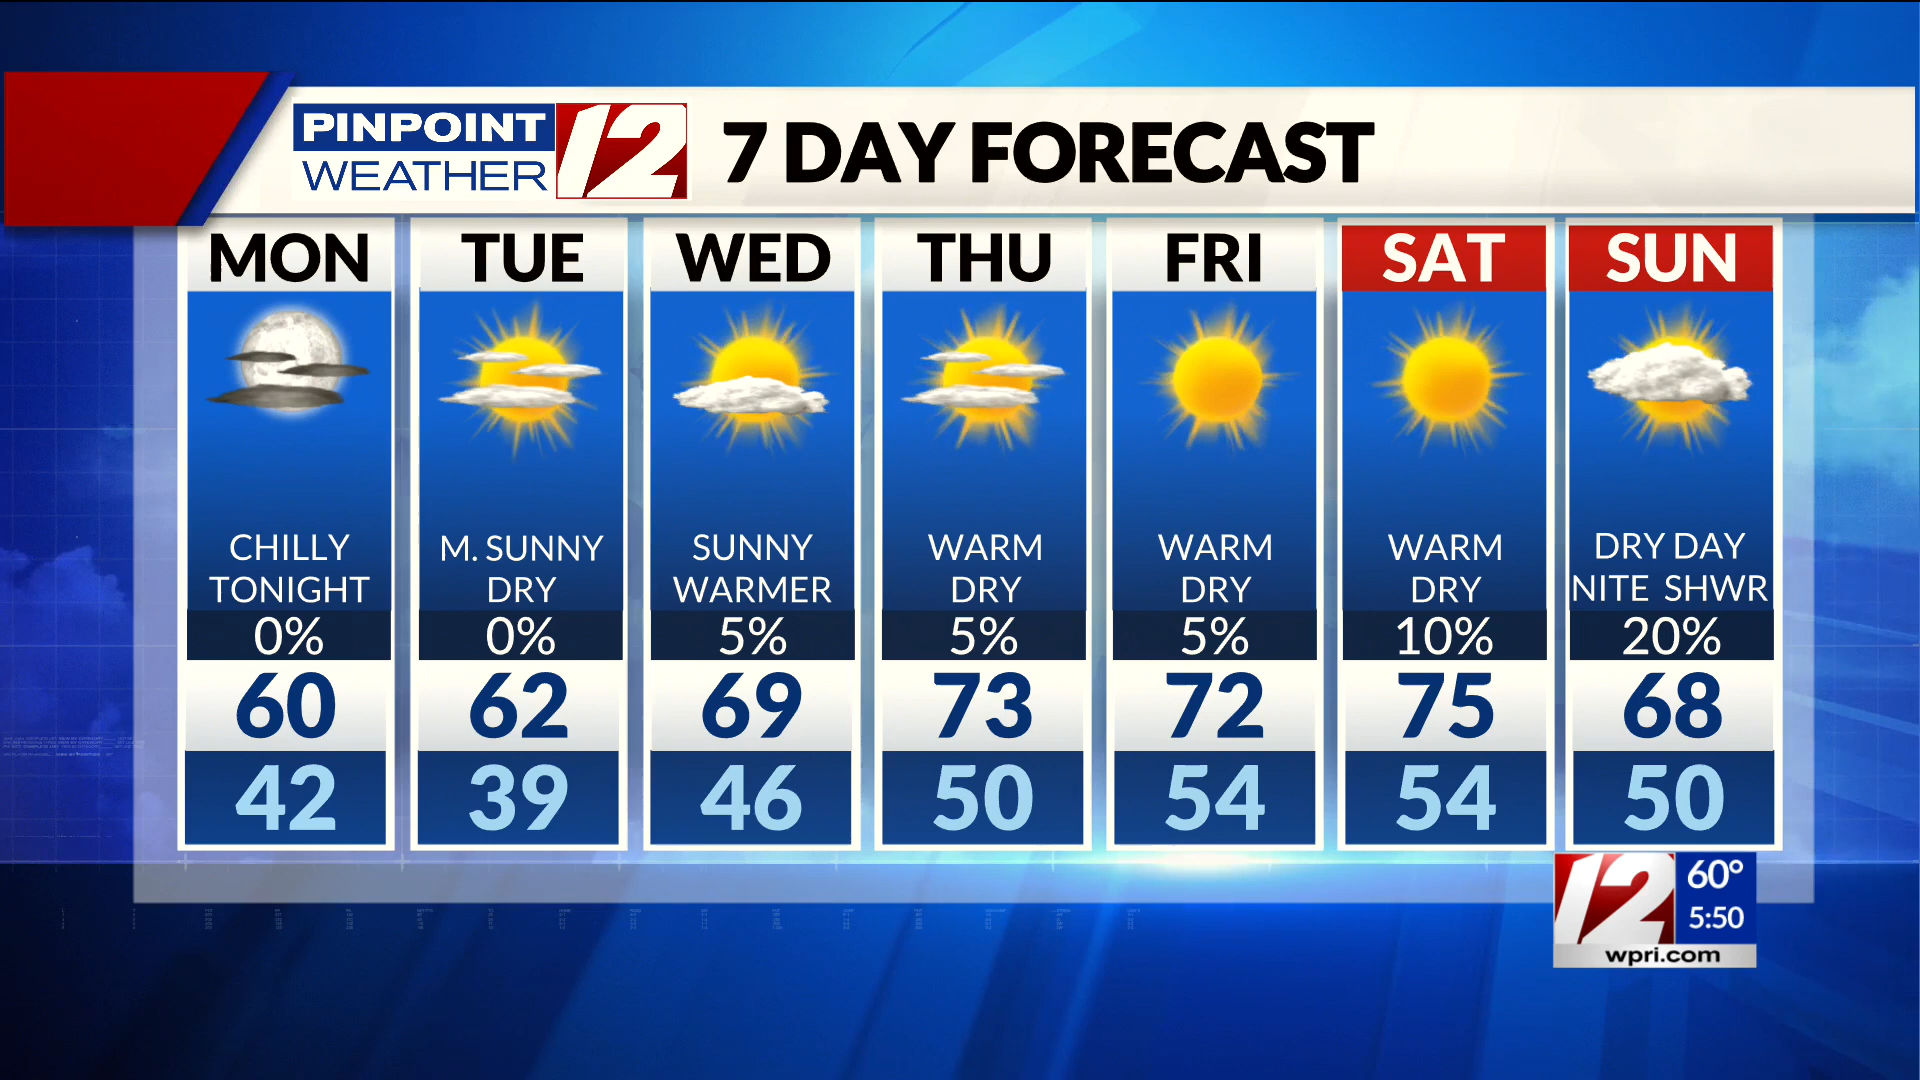 PINPOINT
WEATHER 12
7 DAY FORECAST
MON TUE WED THU FRI SAT SUN
CHILLY
TONIGHT
0%
60
42
M. SUNNY
DRY
0%
62
39
SUNNY
WARMER
5%
69
46
WARM
DRY
5%
73
50
WARM
DRY
5%
72
54
WARM
DRY
10%
75
54
DRY DAY
NITE SHWR
20%
68
50
12
60°
5:50
wpri.com